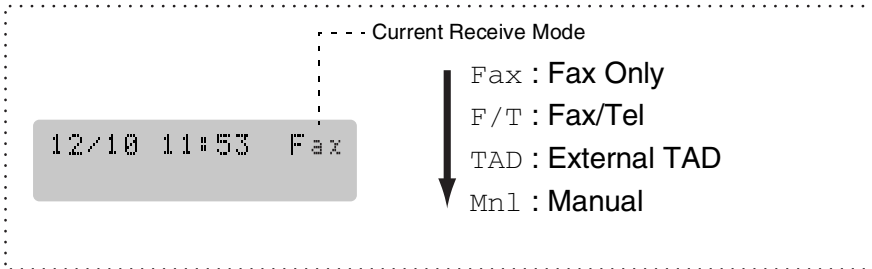 Current Receive Mode
12/10 11:53 Fax
Fax : Fax Only
F/T : Fax/Tel
TAD : External TAD
Mnl : Manual